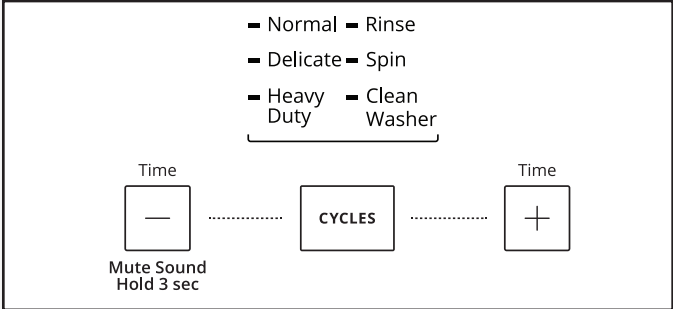 Normal Rinse
Delicate Spin
Heavy Duty Clean Washer
Time Time
— CYCLES +
Mute Sound
Hold 3 sec